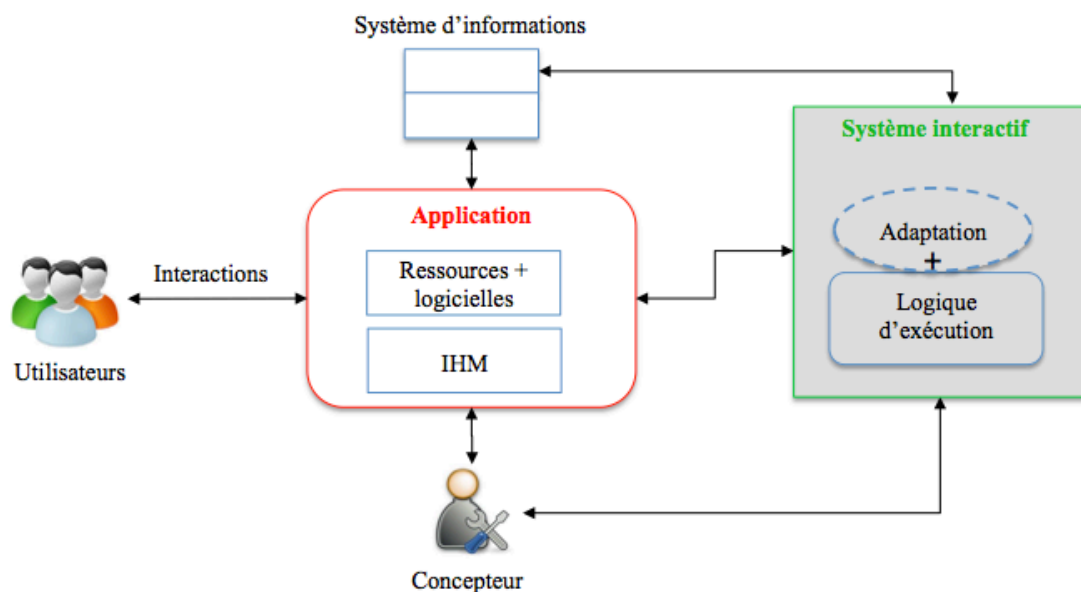 Système d'informations
Système interactif
Application
Adaptation
+
Ressources +
logicielles
Interactions
Logique
d'exécution
IHM
Utilisateurs
Concepteur